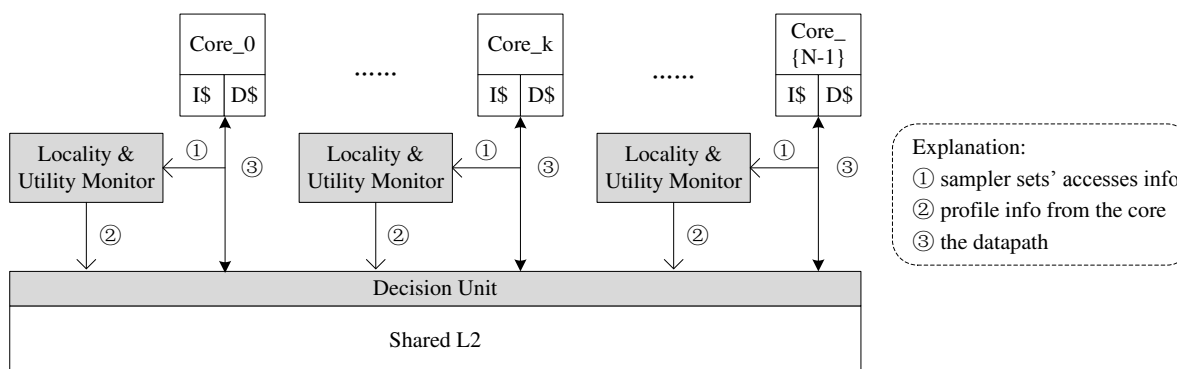 Core_0
Core_k
Core_
{N-1}
......
......
I$ D$
I$ D$
I$ D$
Locality &
Utility Monitor
①
③
Locality &
Utility Monitor
①
③
Locality &
Utility Monitor
①
③
②
②
②
Explanation:
① sampler sets’ accesses info
② profile info from the core
③ the datapath
Decision Unit
Shared L2